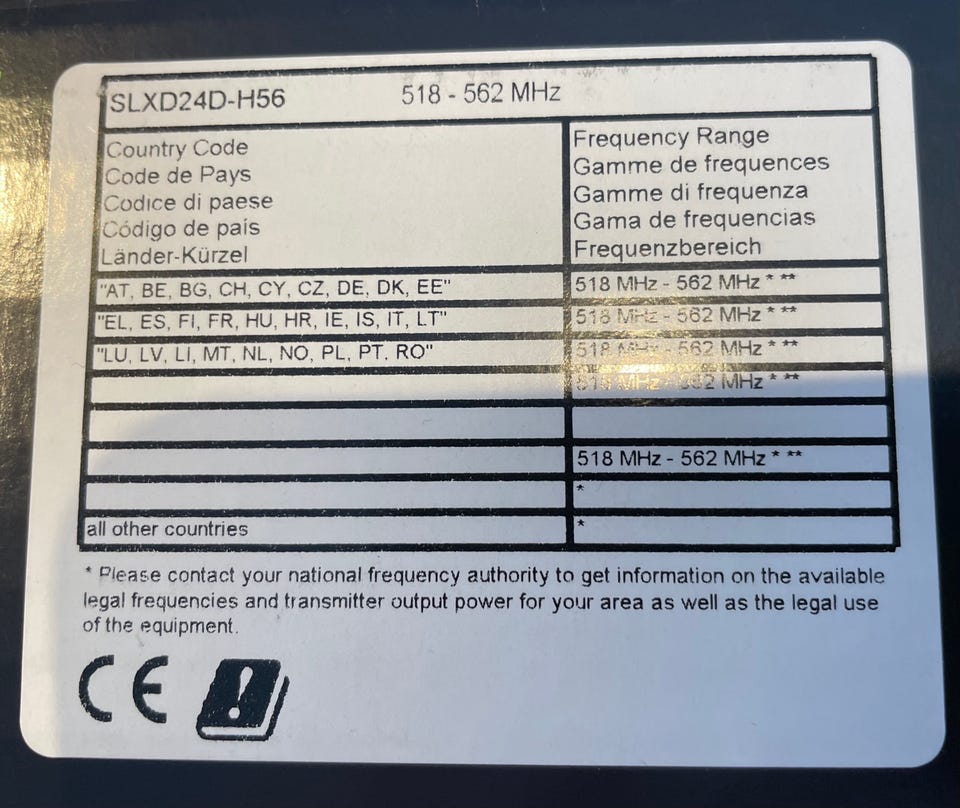 SLXD24D-H56 518 - 562 MHz
Country Code
Code de Pays
Codice di paese
Código de país
Länder-Kürzel
Frequency Range
Gamme de frequences
Gamme di frequenza
Gama de frequencias
Frequenzbereich
"AT, BE, BG, CH, CY, CZ, DE, DK, EE" 518 MHz - 562 MHz * **
"EL, ES, FI, FR, HU, HR, IE, IS, IT, LT" 518 MHz - 562 MHz * **
"LU, LV, LI, MT, NL, NO, PL, PT, RO" 518 MHz - 562 MHz * **
518 MHz - 562 MHz * **
518 MHz - 562 MHz * **
*
all other countries *
* Please contact your national frequency authority to get information on the available
legal frequencies and transmitter output power for your area as well as the legal use
of the equipment.
CE
!